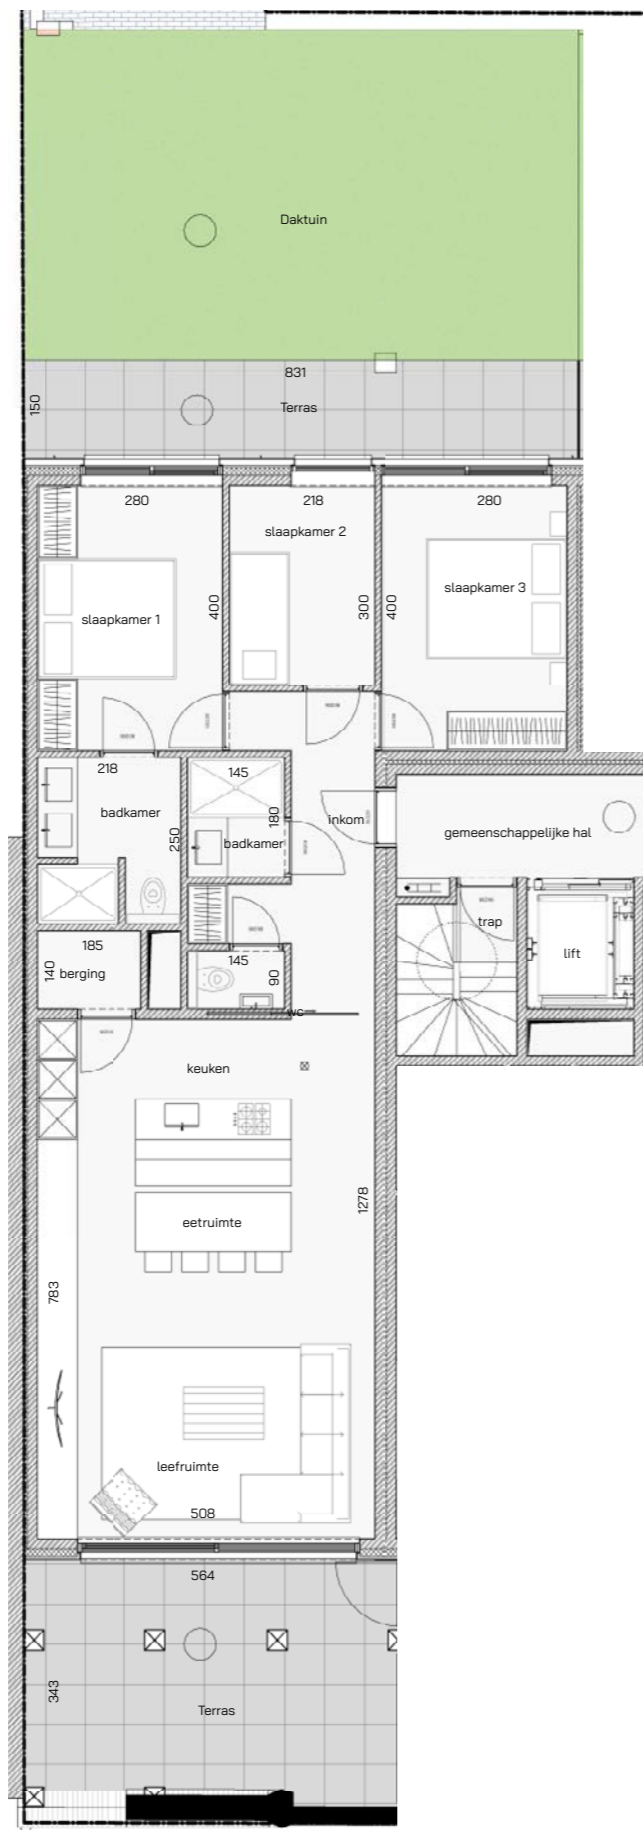 Daktuin
831
150
Terras
280
218
280
slaapkamer 2
slaapkamer 1
400
300
400
slaapkamer 3
218
145
badkamer
250
180
badkamer
inkom
gemeenschappelijke hal
trap
lift
185
140
berging
145
90
wc
keuken
eetruimte
1278
783
leefruimte
508
564
343
Terras